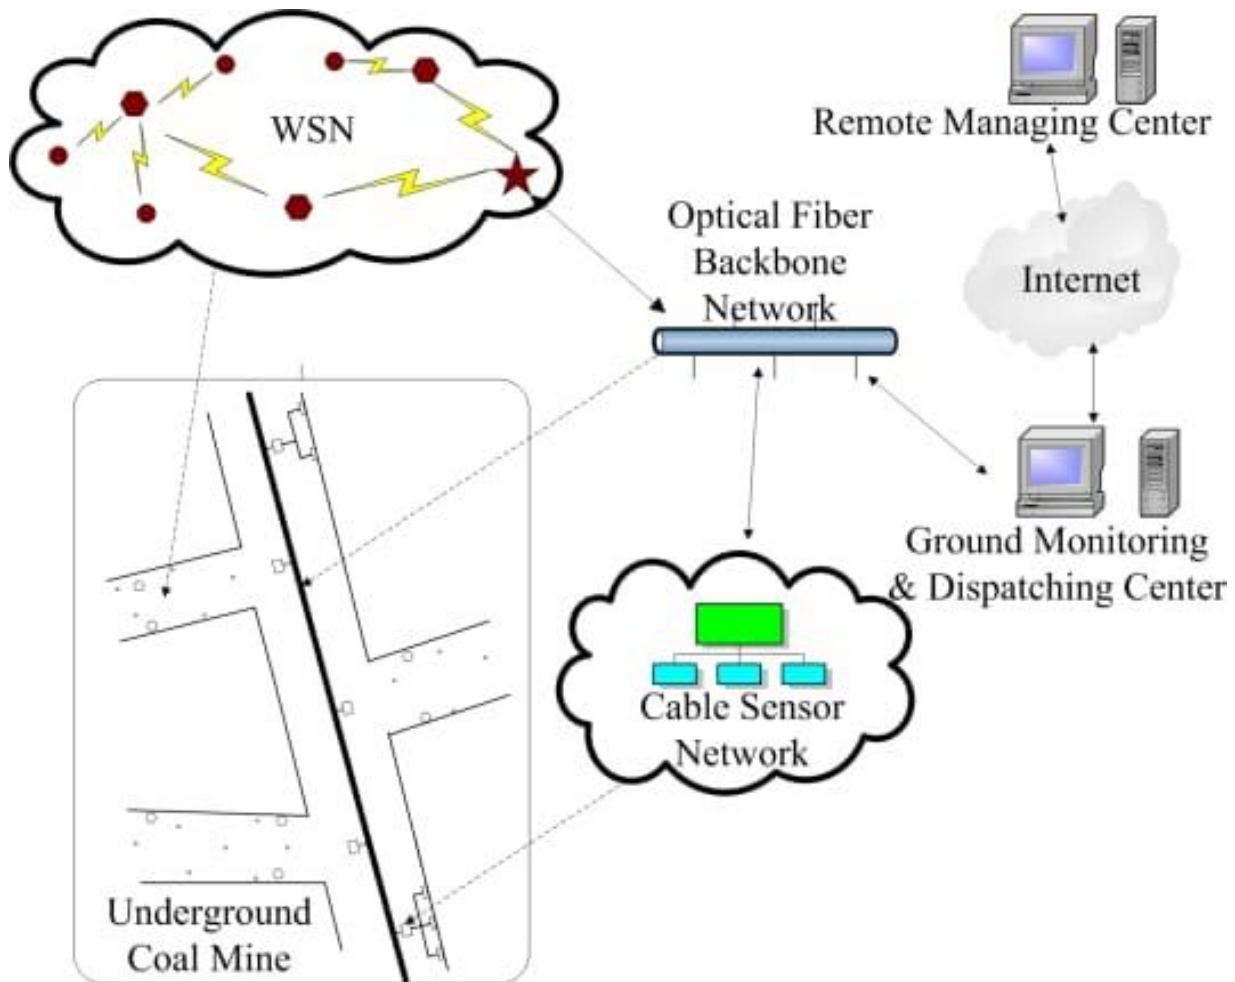 WSN
Remote Managing Center
Optical Fiber
Backbone
Network
Internet
Ground Monitoring
& Dispatching Center
Cable Sensor
Network
Underground
Coal Mine